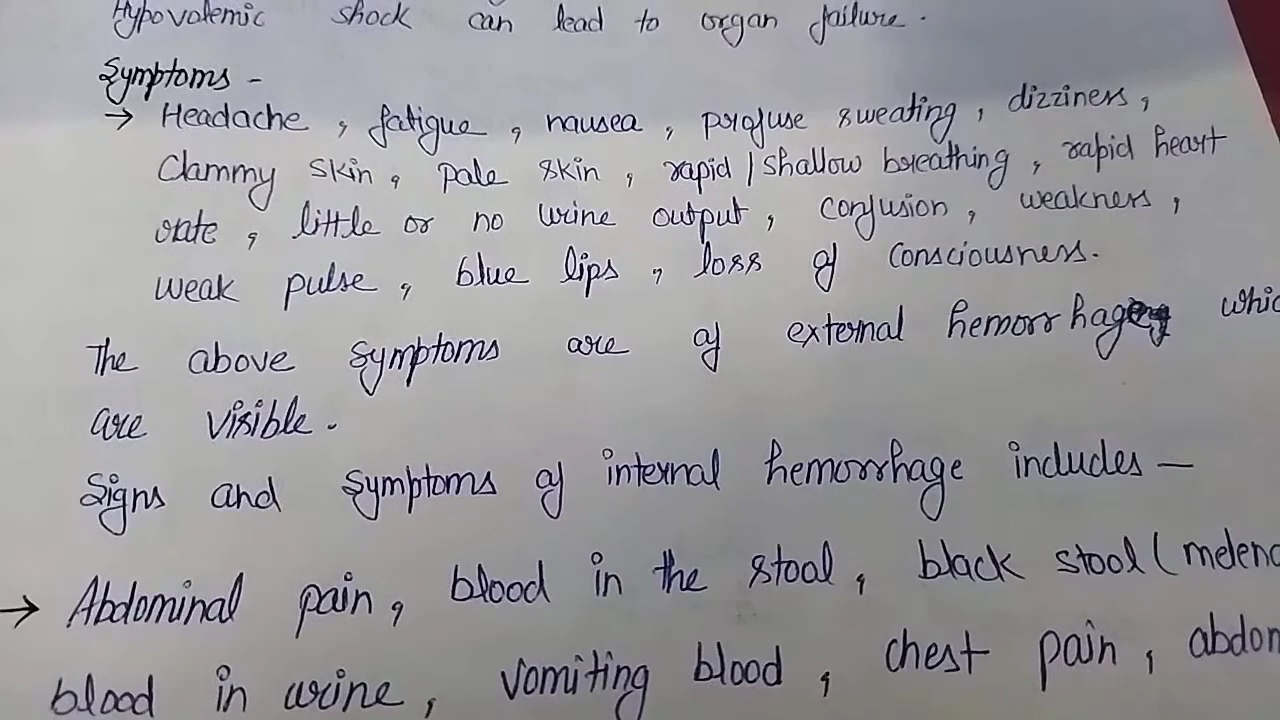 Hypovolemic shock can lead to organ failure.
Symptoms -
→ Headache, fatigue, nausea, profuse sweating, dizziness,
Clammy skin, pale skin, rapid / shallow breathing, rapid heart
rate, little or no urine output, confusion, weakness,
weak pulse, blue lips, loss of consciousness.
The above symptoms are of external hemorrhage
are visible.
Signs and symptoms of internal hemorrhage includes -
→ Abdominal pain, blood in the stool, black stool (melena
blood in urine, vomiting blood, chest pain, abdom